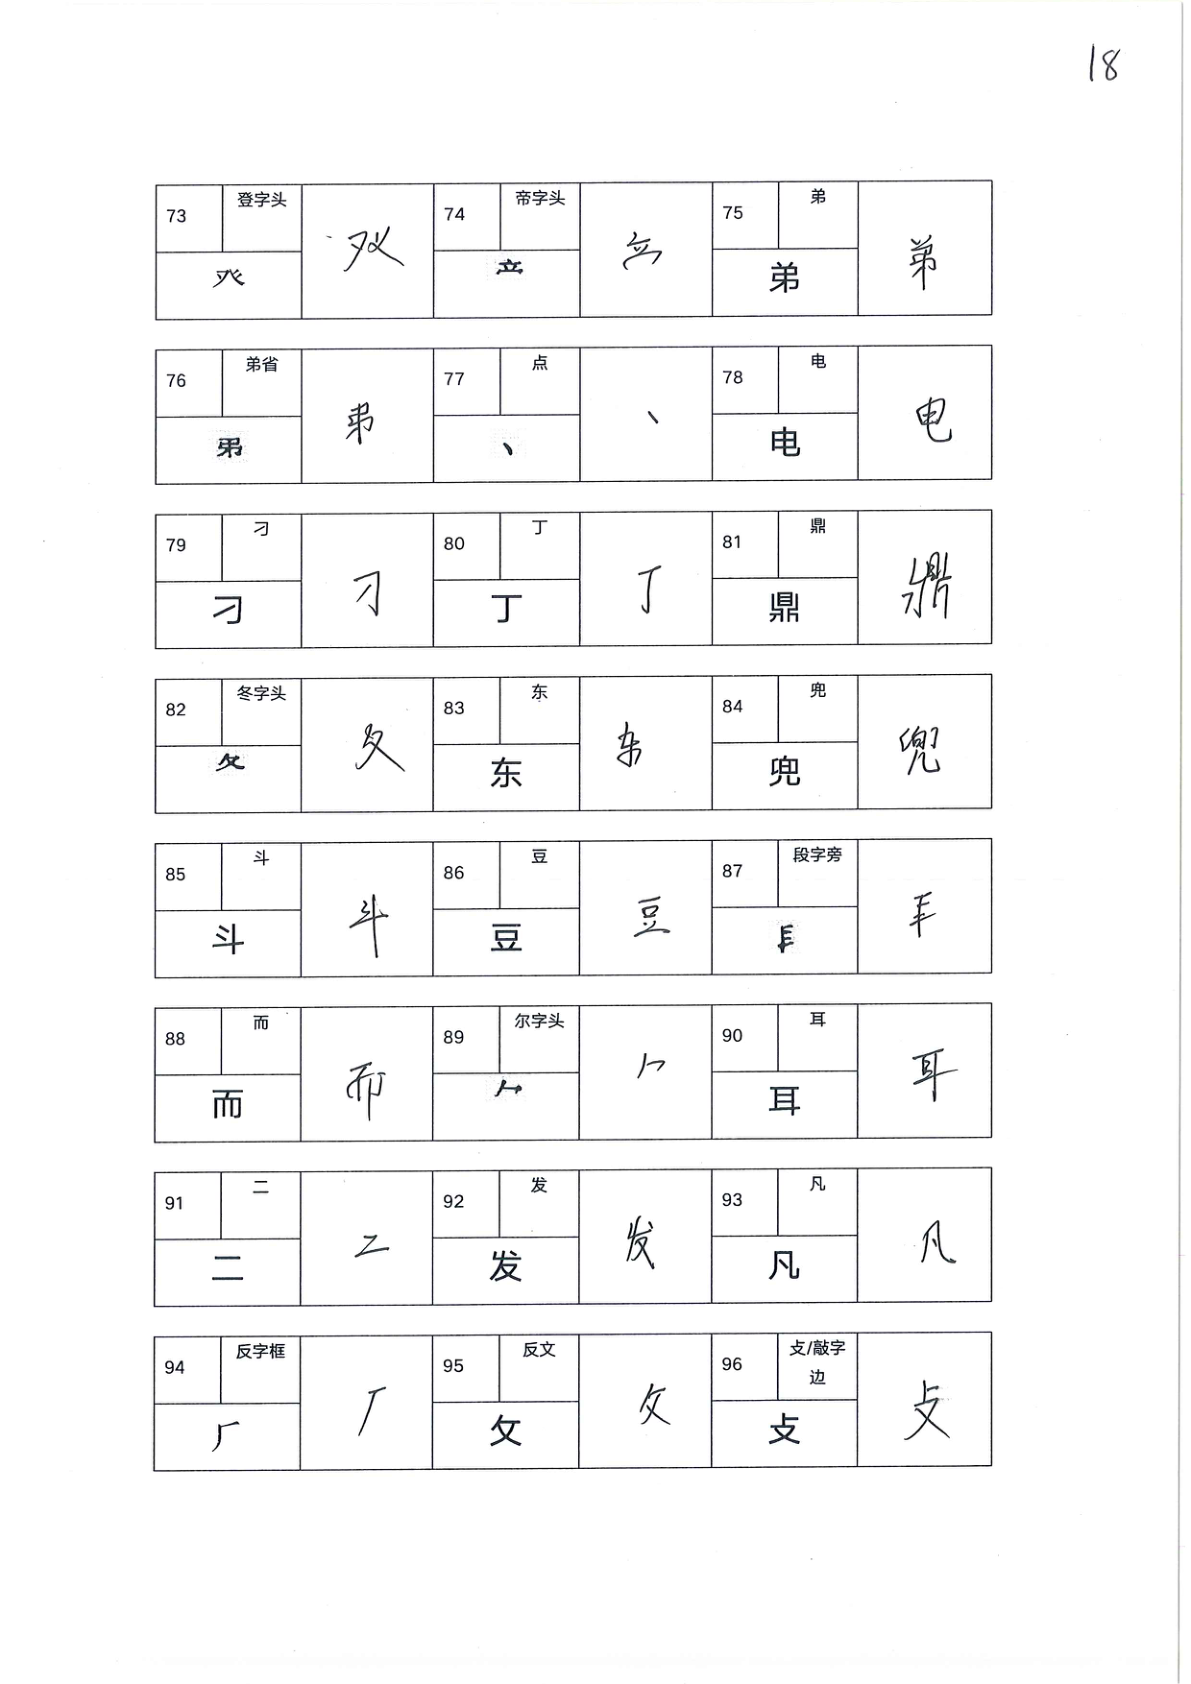 18
73 登字头 癶 癶 74 帝字头 75 弟 弟 弟
76 弟省 77 点 丶 丶 78 电 电 电
79 刁 刁 刁 80 丁 丁 丁 81 鼎 鼎 鼎
82 冬字头 夂 夂 83 东 东 东 84 兜 兜 兜
85 斗 斗 斗 86 豆 豆 豆 87 段字旁
88 而 而 而 89 尔字头 𠂉 𠂉 90 耳 耳 耳
91 二 二 二 92 发 发 发 93 凡 凡 凡
94 反字框 𠂆 厂 95 反文 攵 攵 96 攴/敲字边 攴 攴